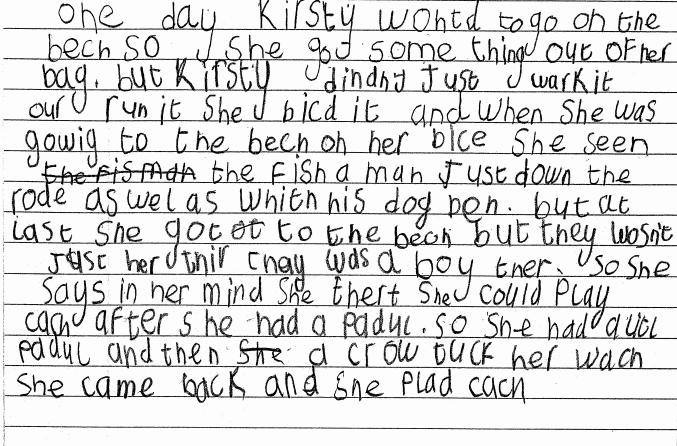 one day Kirsty wontd to go on the
bech so she got some thing out of her
bag. but Kirsty dindnt Just wark it
our run it She bicd it and when She was
gowig to the bech on her bice She seen
the fisman the Fish a man Just down the
rode as wel as whith his dog pen. but at
last She got ot to the bech but they wosn't
just her thir chay was a boy ther. so She
says in her mind She thert She could Play
cach after she had a Padul. so She had a litl
padul and then She a crow tuck her wach
She came back and She Plad cach